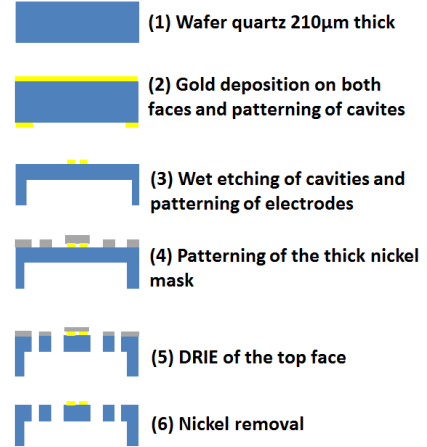 (1) Wafer quartz 210µm thick
(2) Gold deposition on both
faces and patterning of cavites
(3) Wet etching of cavities and
patterning of electrodes
(4) Patterning of the thick nickel
mask
(5) DRIE of the top face
(6) Nickel removal